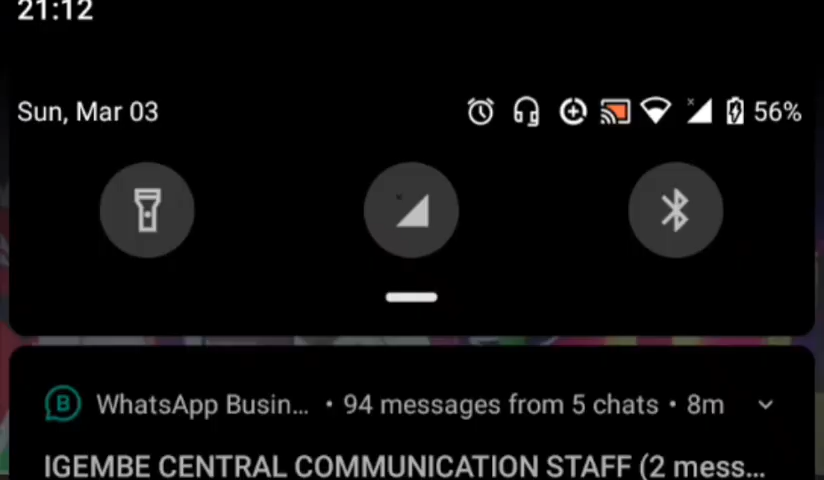 21:12
Sun, Mar 03 56%
B WhatsApp Busin... • 94 messages from 5 chats • 8m
IGEMBE CENTRAL COMMUNICATION STAFF (2 mess...